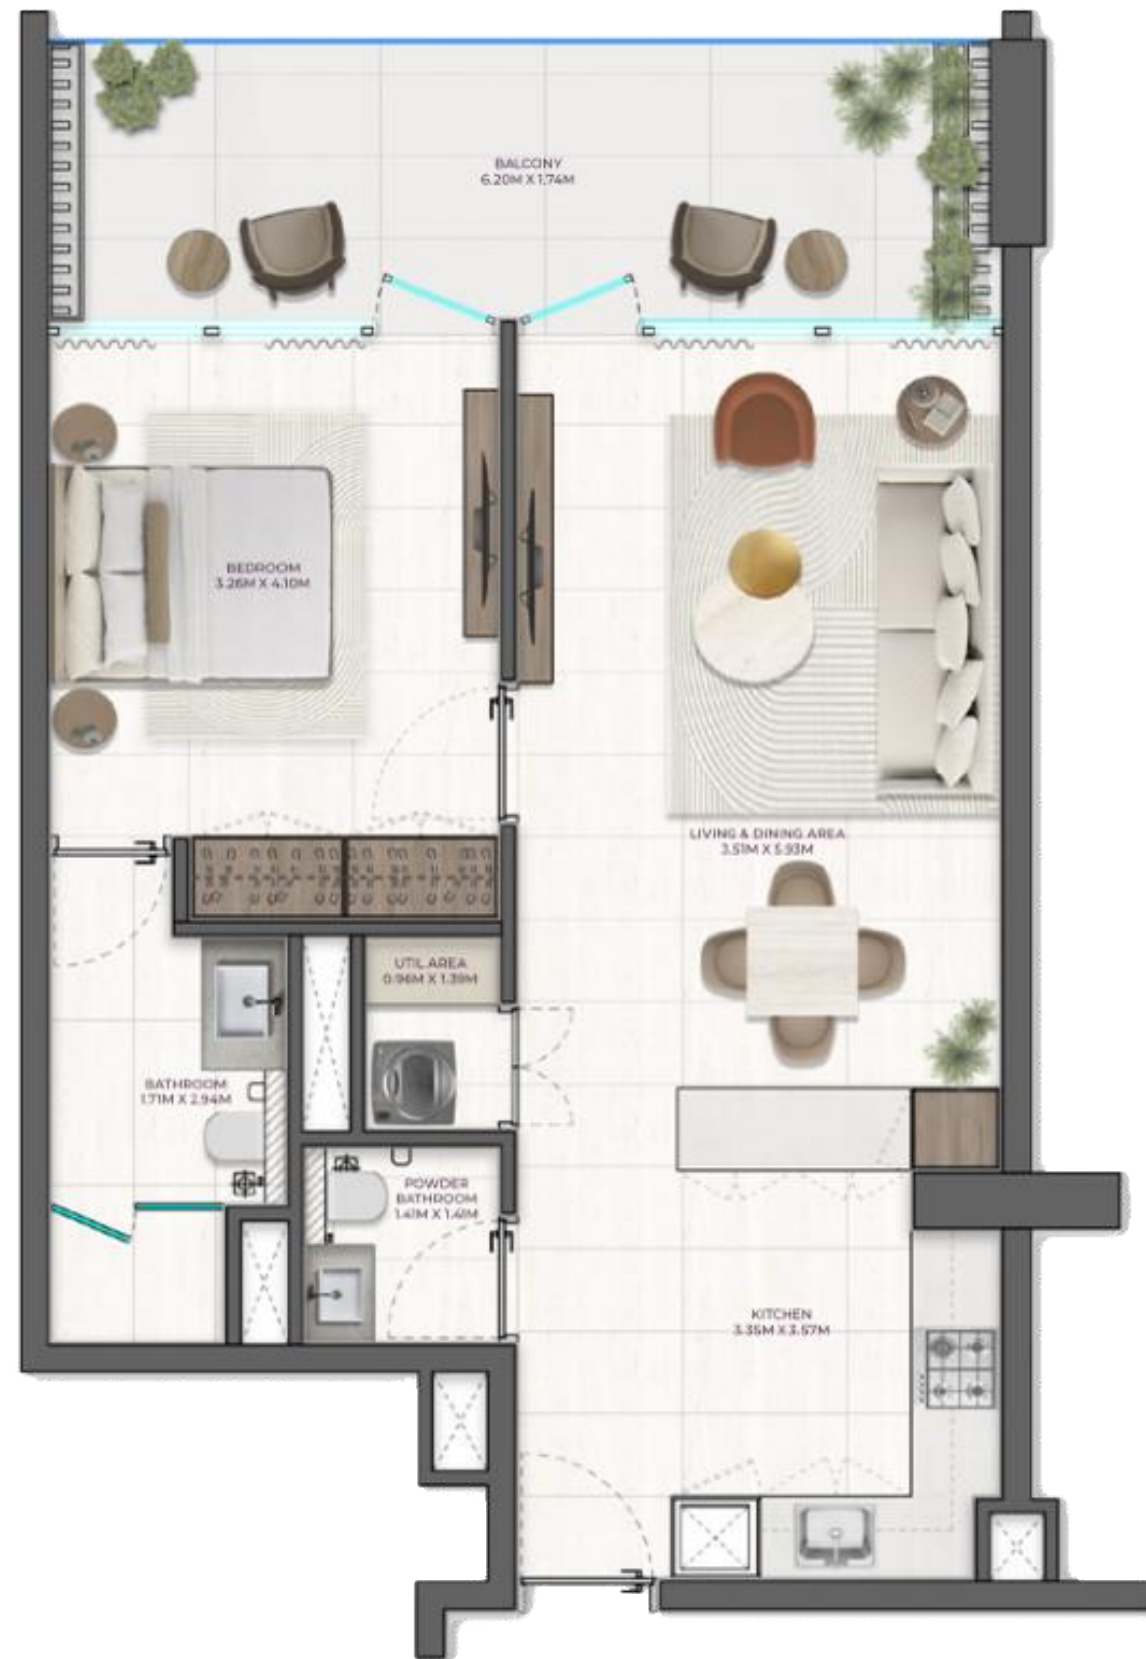 BALCONY
6.20M X 1.74M
BEDROOM
3.26M X 4.10M
LIVING & DINING AREA
3.51M X 5.93M
UTIL.AREA
0.96M X 1.39M
BATHROOM
1.71M X 2.94M
POWDER
BATHROOM
1.41M X 1.41M
KITCHEN
3.35M X 3.57M